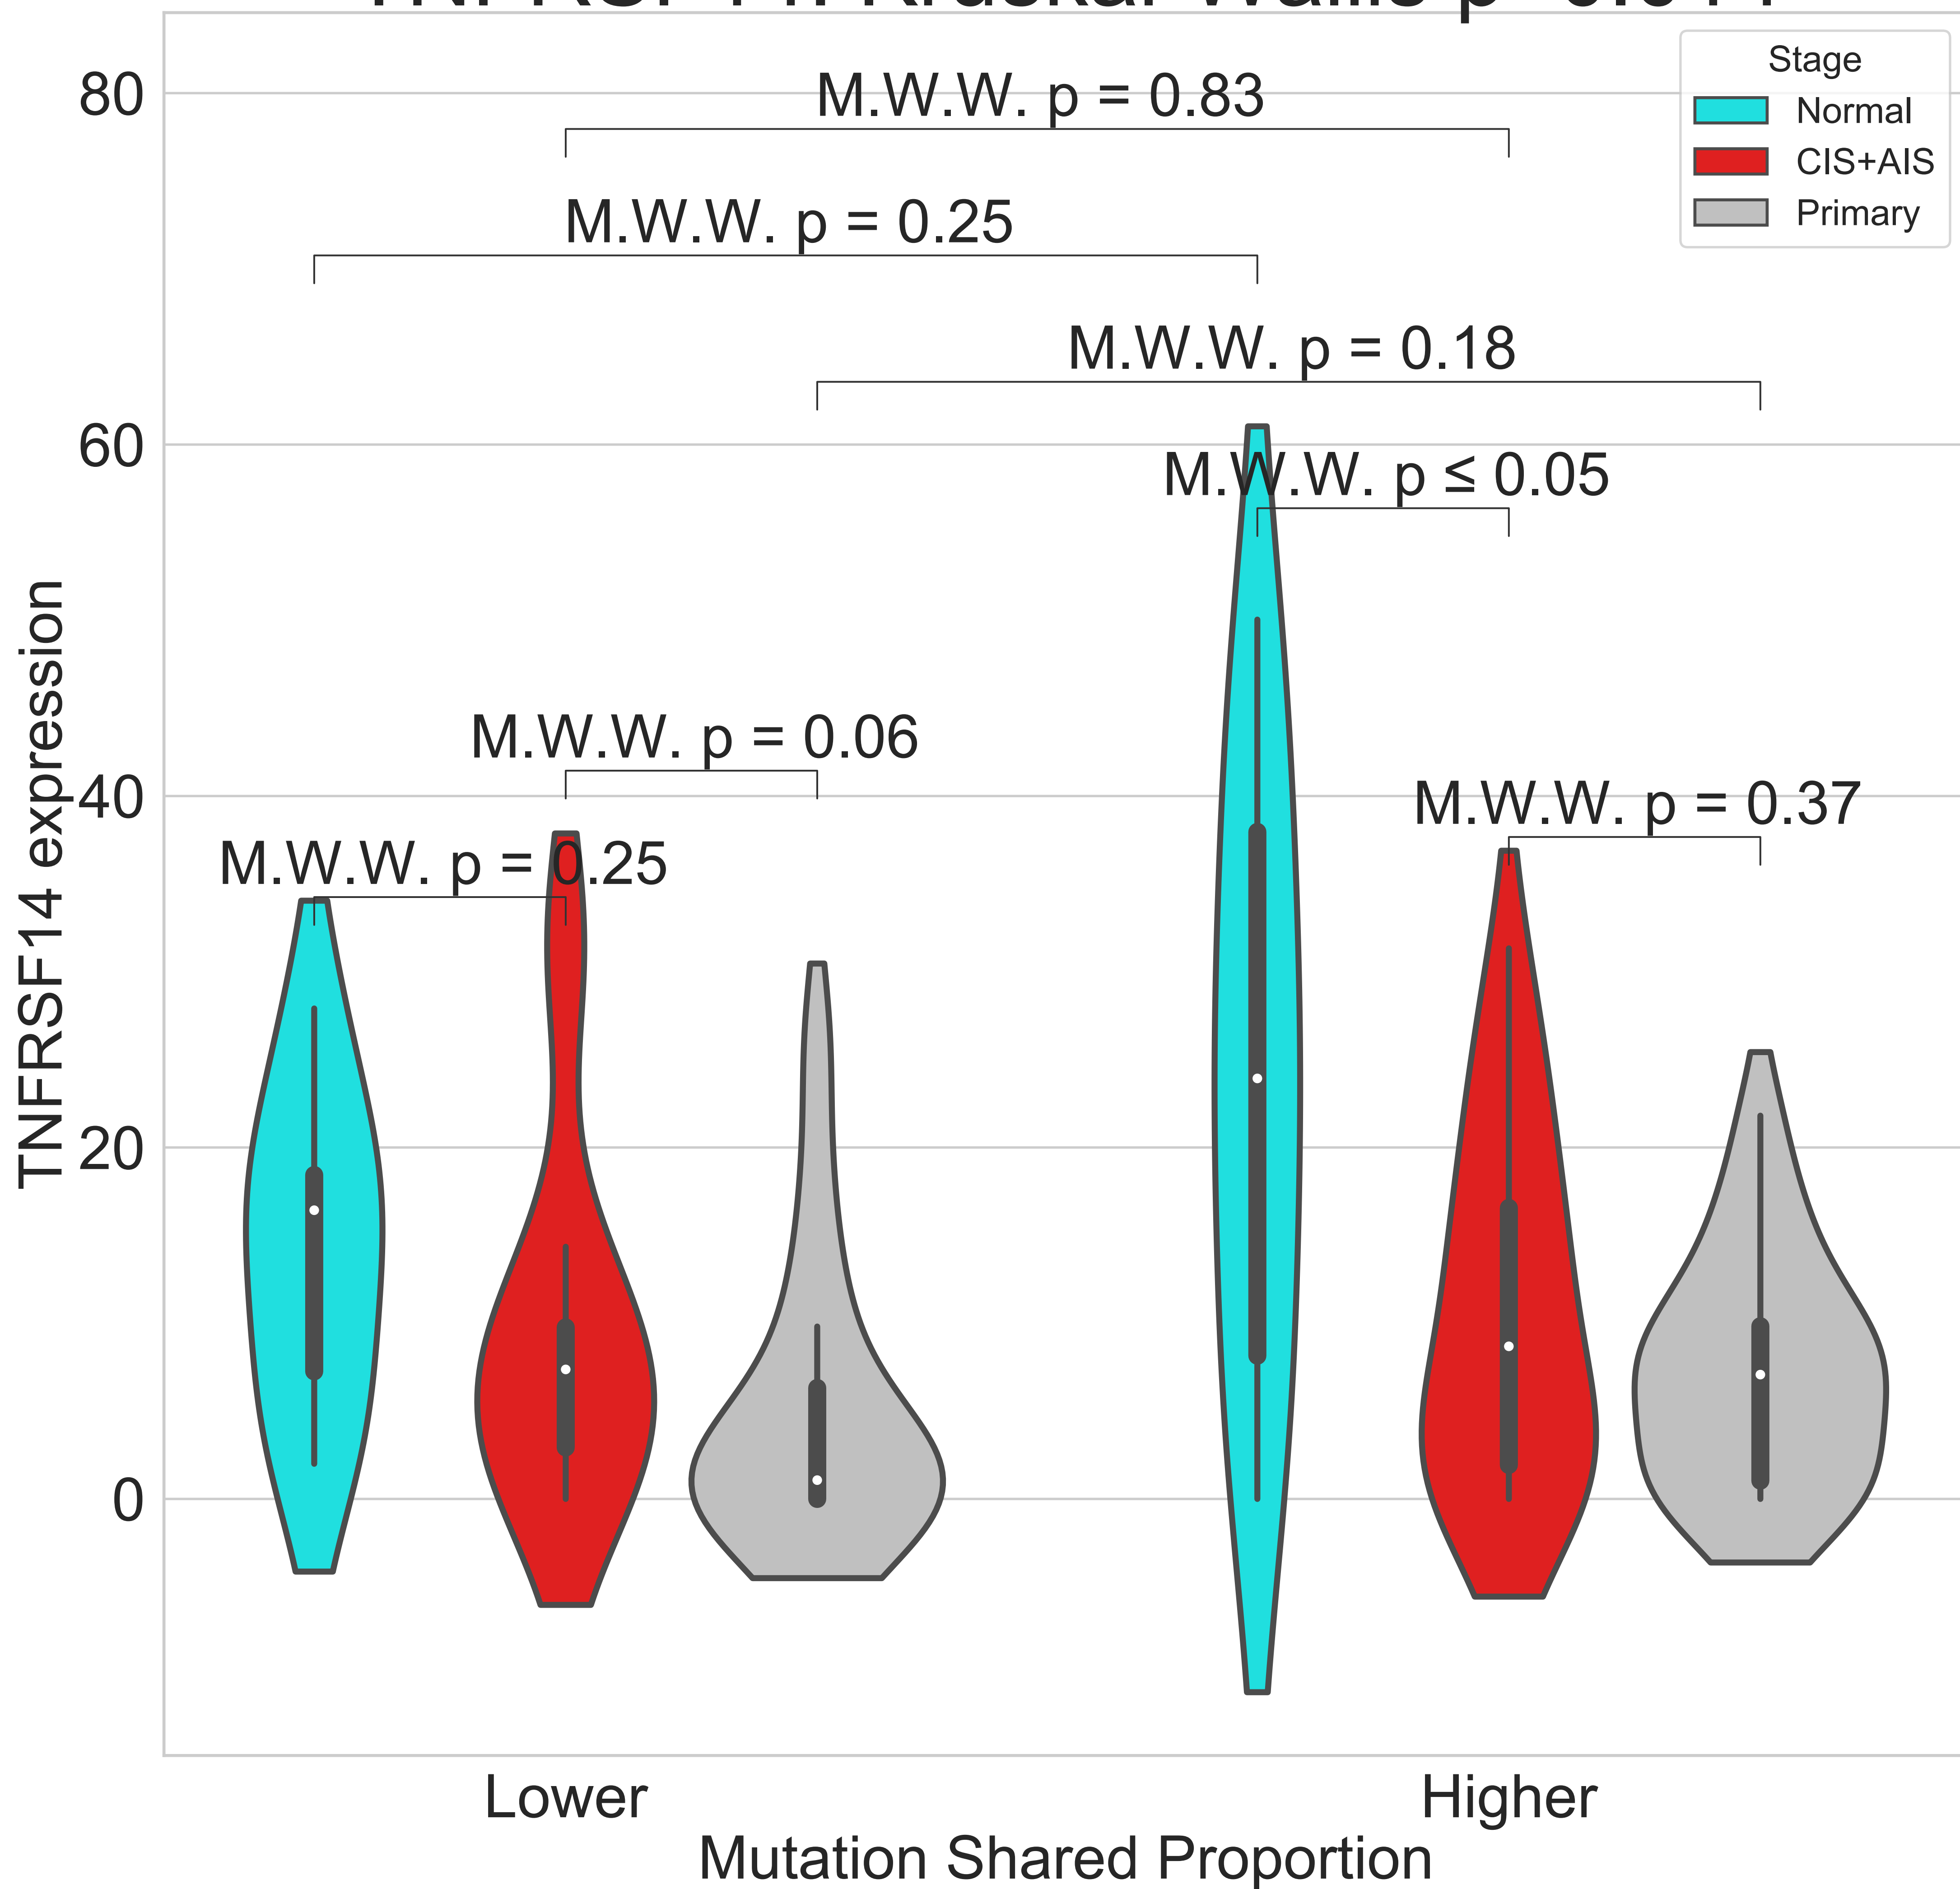 Stage
Normal
CIS+AIS
Primary
80
60
40
20
0
TNFRSF14 expression
M.W.W. p = 0.83
M.W.W. p = 0.25
M.W.W. p = 0.18
M.W.W. p ≤ 0.05
M.W.W. p = 0.06
M.W.W. p = 0.37
M.W.W. p = 0.25
Lower
Higher
Mutation Shared Proportion